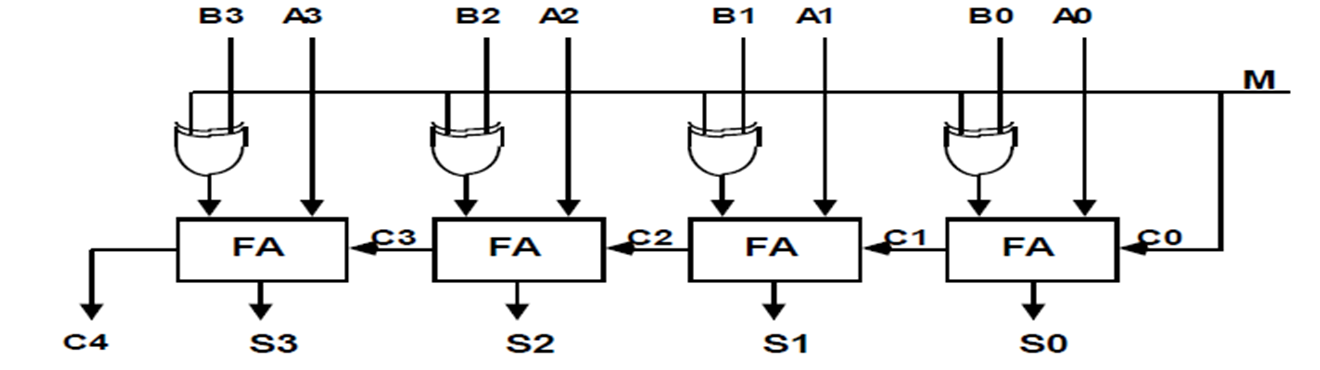 B3 A3 B2 A2 B1 A1 B0 A0
M
FA C3 FA C2 FA C1 FA C0
C4 S3 S2 S1 S0